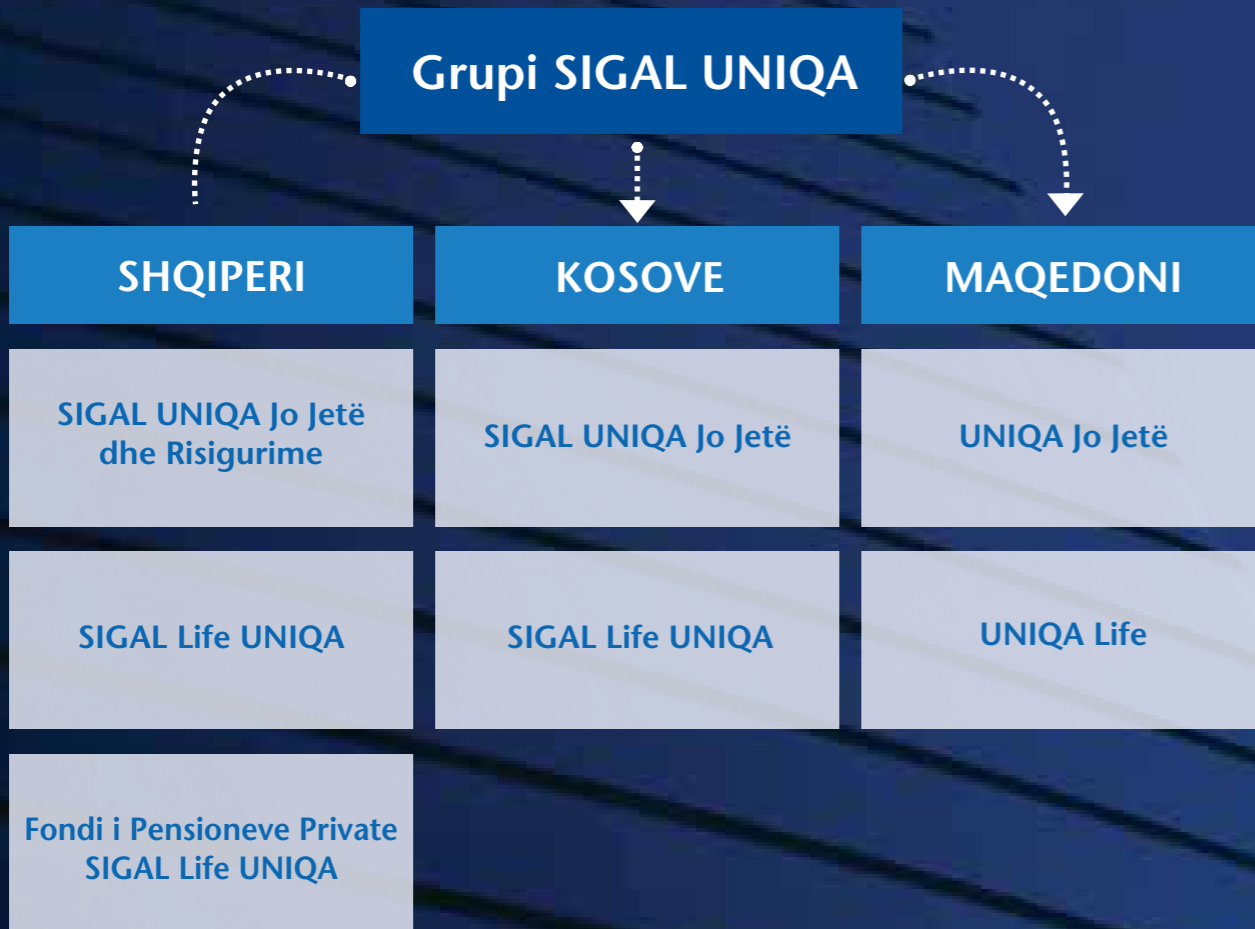 Grupi SIGAL UNIQA
SHQIPERI
KOSOVE
MAQEDONI
SIGAL UNIQA Jo Jetë
dhe Risigurime
SIGAL UNIQA Jo Jetë
UNIQA Jo Jetë
SIGAL Life UNIQA
SIGAL Life UNIQA
UNIQA Life
Fondi i Pensioneve Private
SIGAL Life UNIQA